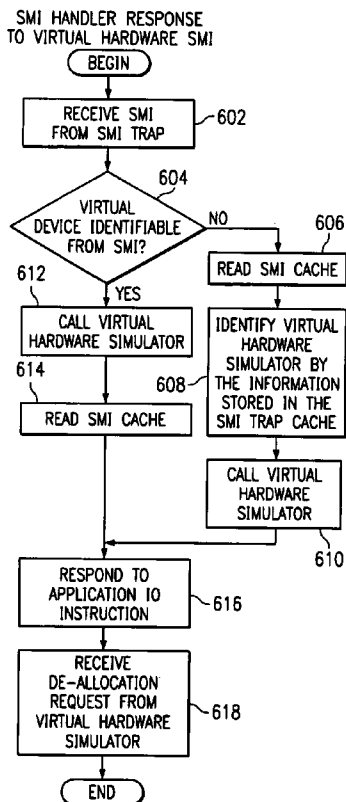 SMI HANDLER RESPONSE
TO VIRTUAL HARDWARE SMI
BEGIN
RECEIVE SMI
FROM SMI TRAP
602
604
VIRTUAL
DEVICE IDENTIFIABLE
FROM SMI?
NO
606
READ SMI CACHE
612
YES
CALL VIRTUAL
HARDWARE SIMULATOR
614
READ SMI CACHE
IDENTIFY VIRTUAL
HARDWARE
SIMULATOR BY
THE INFORMATION
STORED IN THE
SMI TRAP CACHE
608
CALL VIRTUAL
HARDWARE
SIMULATOR
610
RESPOND TO
APPLICATION IO
INSTRUCTION
616
RECEIVE
DE-ALLOCATION
REQUEST FROM
VIRTUAL HARDWARE
SIMULATOR
618
END